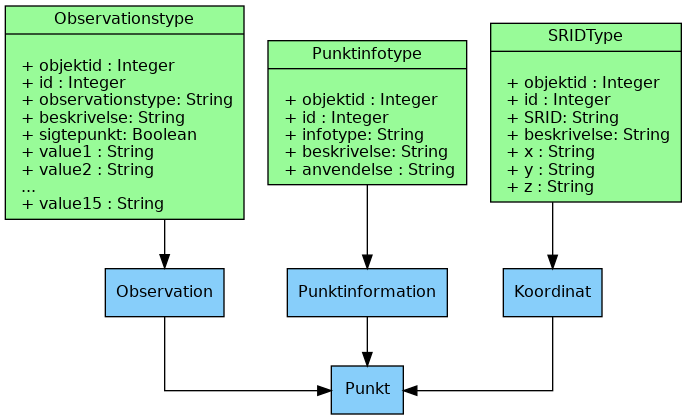 Observationstype
+ objektid : Integer
+ id : Integer
+ observationstype: String
+ beskrivelse: String
+ sigtepunkt: Boolean
+ value1 : String
+ value2 : String
...
+ value15 : String
Punktinfotype
+ objektid : Integer
+ id : Integer
+ infotype: String
+ beskrivelse: String
+ anvendelse : String
SRIDType
+ objektid : Integer
+ id : Integer
+ SRID: String
+ beskrivelse: String
+ x : String
+ y : String
+ z : String
Observation
Punktinformation
Koordinat
Punkt